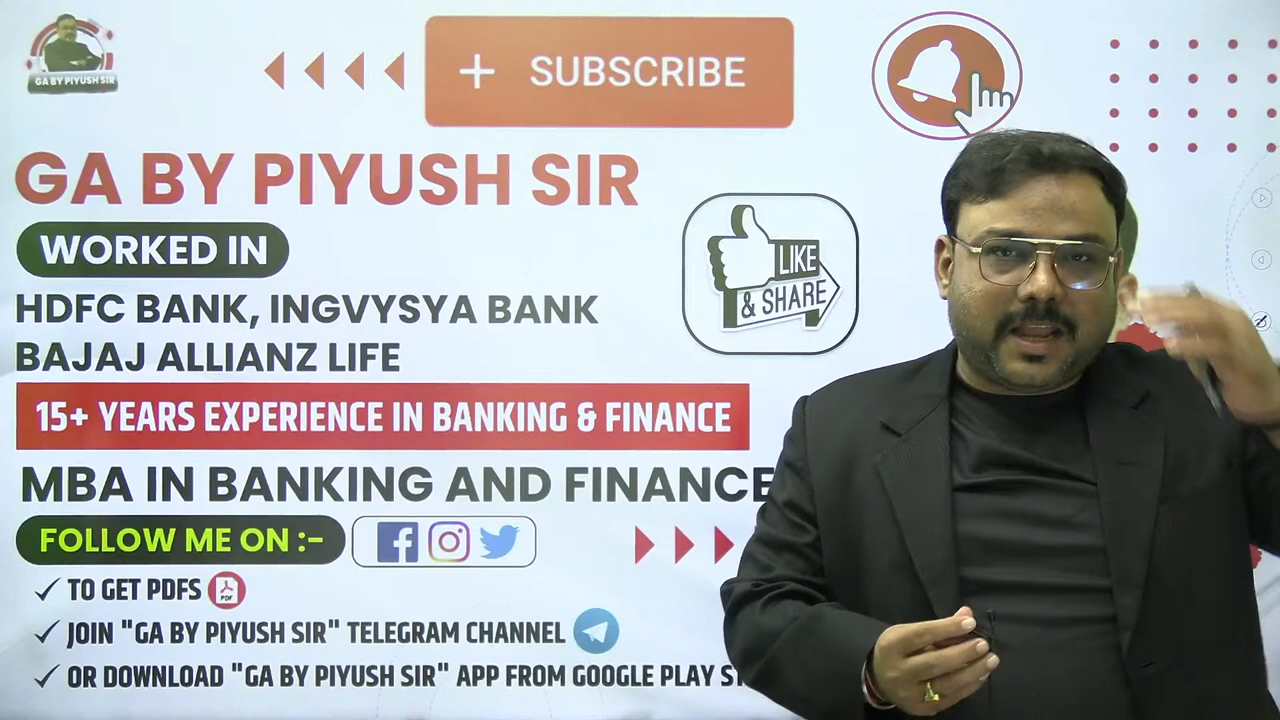 GA BY PIYUSH SIR
+ SUBSCRIBE
GA BY PIYUSH SIR
WORKED IN
HDFC BANK, INGVYSYA BANK
BAJAJ ALLIANZ LIFE
LIKE
& SHARE
15+ YEARS EXPERIENCE IN BANKING & FINANCE
MBA IN BANKING AND FINANCE
FOLLOW ME ON :-
✓ TO GET PDFS
PDF
✓ JOIN "GA BY PIYUSH SIR" TELEGRAM CHANNEL
✓ OR DOWNLOAD "GA BY PIYUSH SIR" APP FROM GOOGLE PLAY